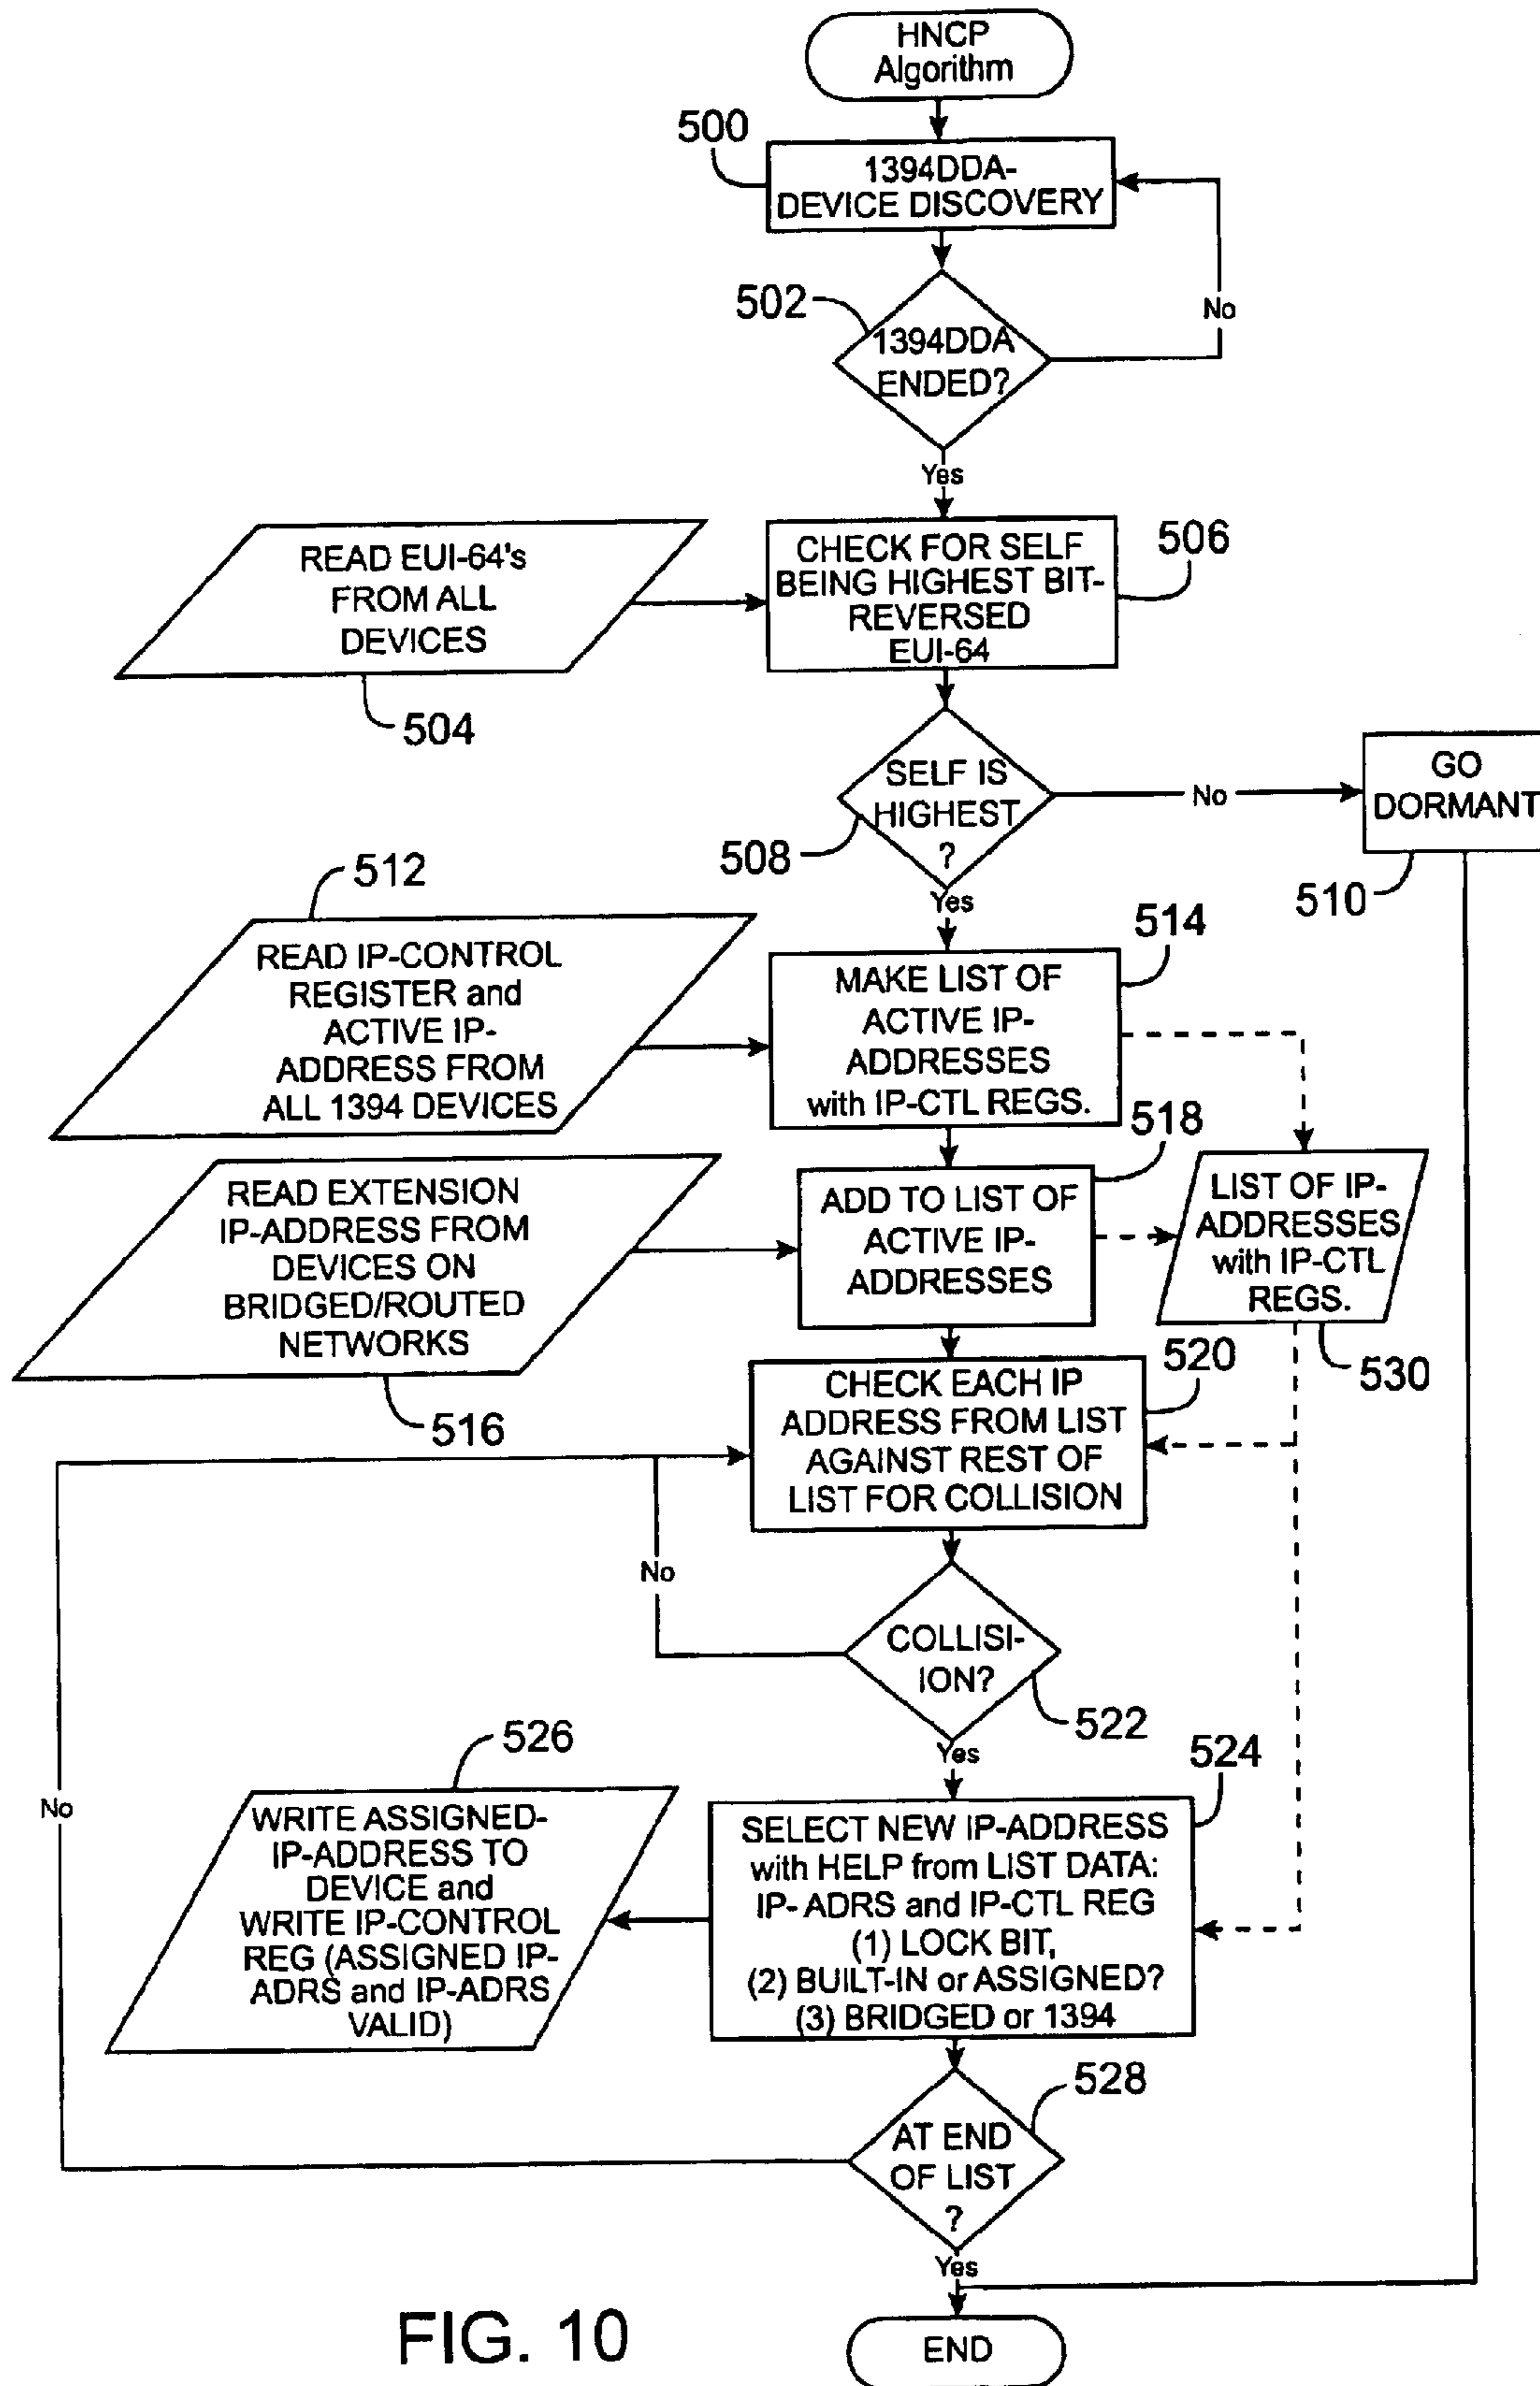 HNCP
Algorithm
500
1394DDA-
DEVICE DISCOVERY
502
1394DDA
ENDED?
No
Yes
READ EUI-64's
FROM ALL
DEVICES
504
CHECK FOR SELF
BEING HIGHEST BIT-
REVERSED
EUI-64
506
SELF IS
HIGHEST
?
508
No
GO
DORMANT
510
Yes
512
READ IP-CONTROL
REGISTER and
ACTIVE IP-
ADDRESS FROM
ALL 1394 DEVICES
514
MAKE LIST OF
ACTIVE IP-
ADDRESSES
with IP-CTL REGS.
READ EXTENSION
IP-ADDRESS FROM
DEVICES ON
BRIDGED/ROUTED
NETWORKS
516
518
ADD TO LIST OF
ACTIVE IP-
ADDRESSES
LIST OF IP-
ADDRESSES
with IP-CTL
REGS.
530
520
CHECK EACH IP
ADDRESS FROM LIST
AGAINST REST OF
LIST FOR COLLISION
No
COLLISI-
ION?
522
Yes
526
WRITE ASSIGNED-
IP-ADDRESS TO
DEVICE and
WRITE IP-CONTROL
REG (ASSIGNED IP-
ADRS and IP-ADRS
VALID)
524
SELECT NEW IP-ADDRESS
with HELP from LIST DATA:
IP- ADRS and IP-CTL REG
(1) LOCK BIT,
(2) BUILT-IN or ASSIGNED?
(3) BRIDGED or 1394
No
528
AT END
OF LIST
?
Yes
END
FIG. 10